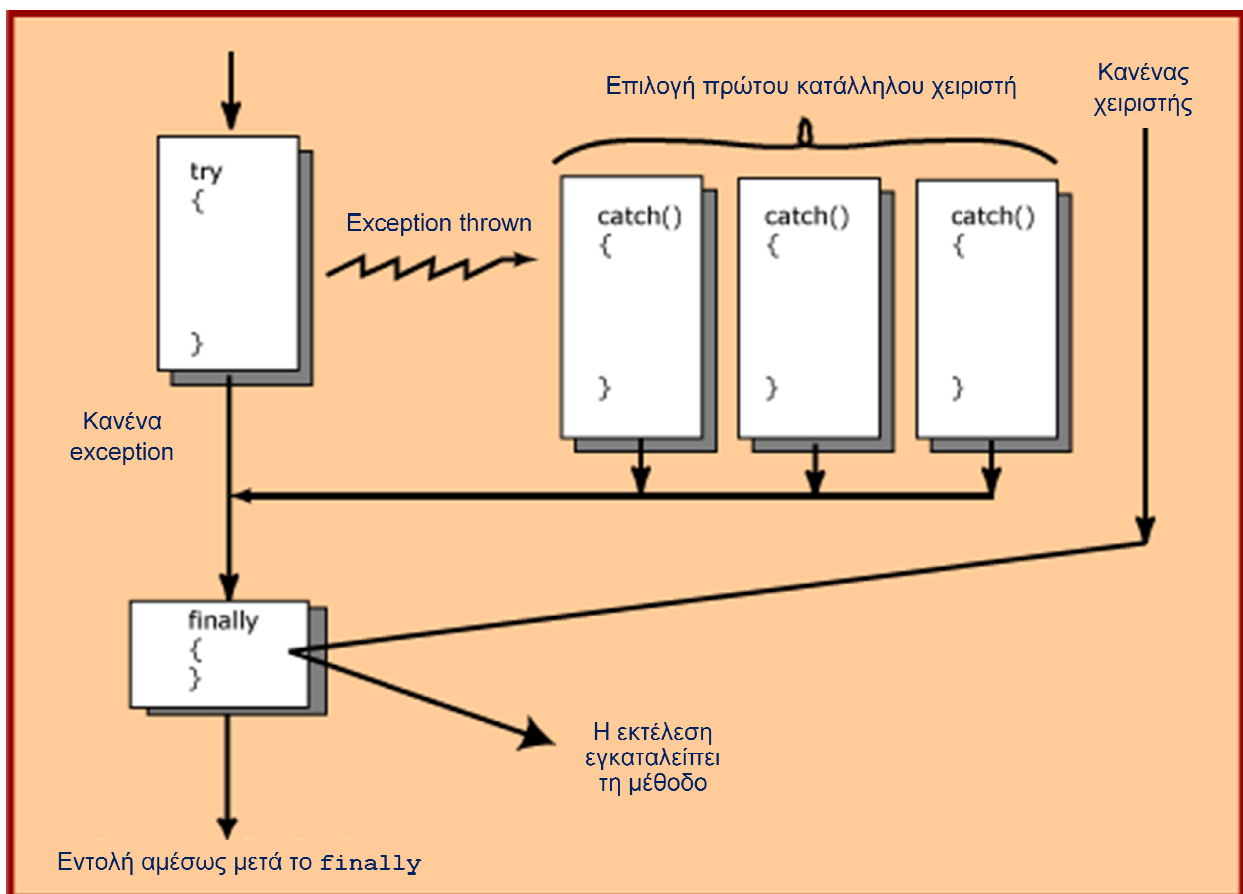 Επιλογή πρώτου κατάλληλου χειριστή
Κανένας
χειριστής
try
{
}
Exception thrown
catch()
{
}
catch()
{
}
catch()
{
}
Κανένα
exception
finally
{
}
Η εκτέλεση
εγκαταλείπει
τη μέθοδο
Εντολή αμέσως μετά το finally